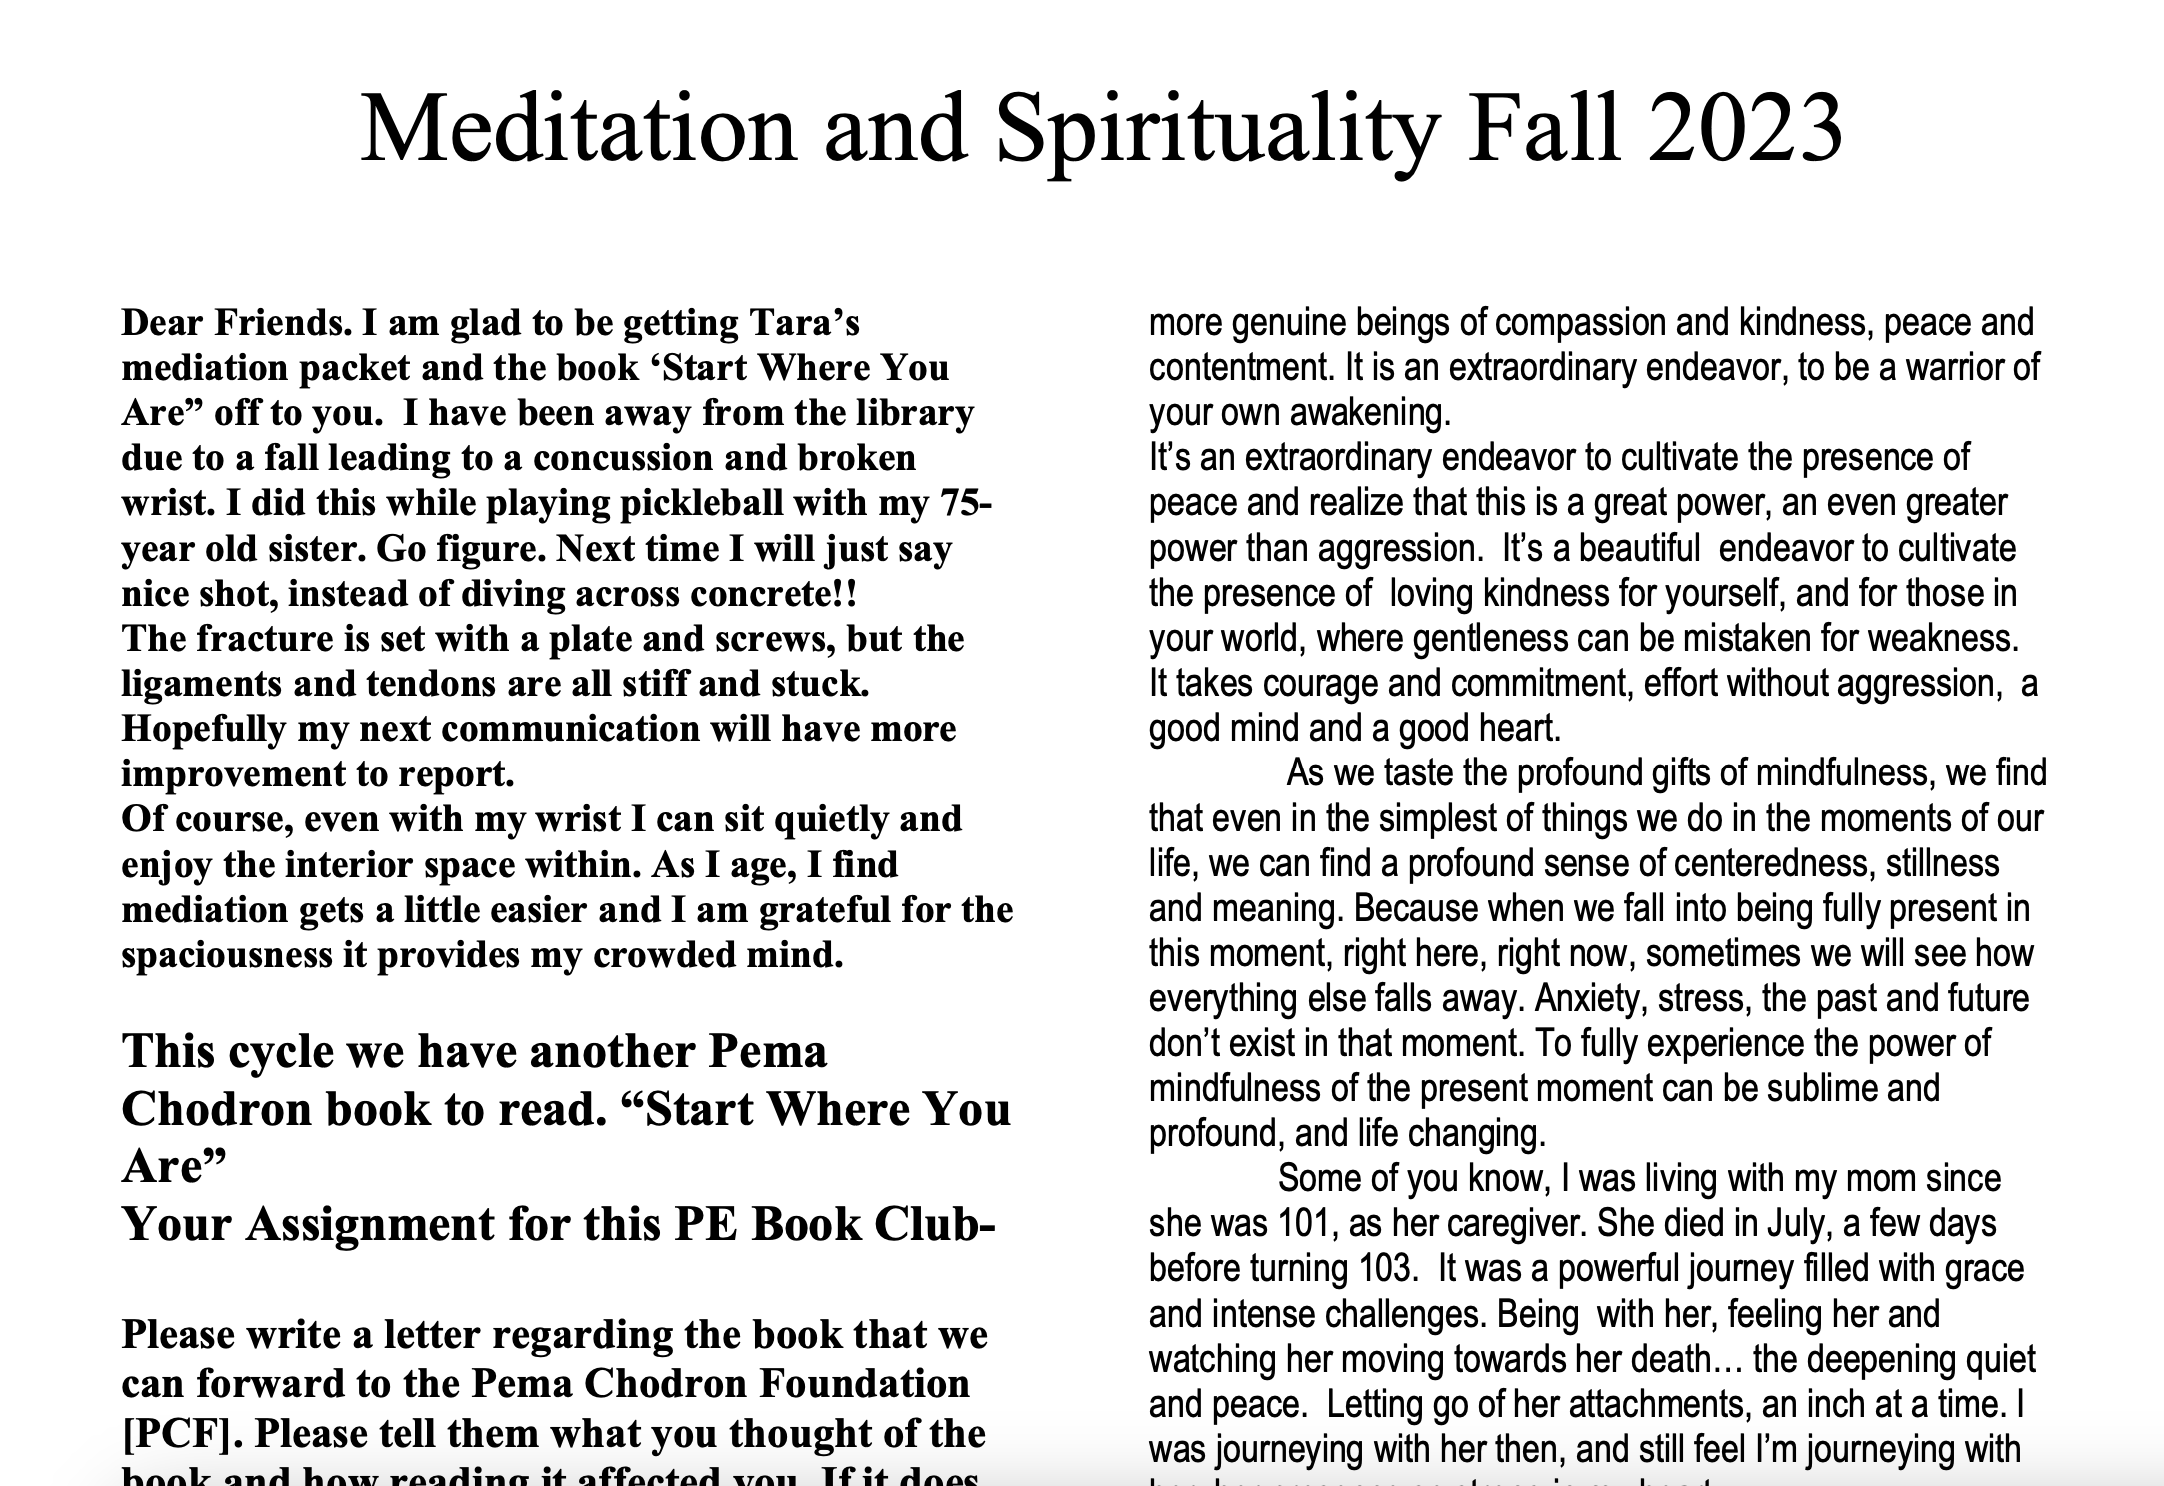 Meditation and Spirituality Fall 2023
Dear Friends. I am glad to be getting Tara’s
mediation packet and the book ‘Start Where You
Are” off to you.  I have been away from the library
due to a fall leading to a concussion and broken
wrist. I did this while playing pickleball with my 75-
year old sister. Go figure. Next time I will just say
nice shot, instead of diving across concrete!!
The fracture is set with a plate and screws, but the
ligaments and tendons are all stiff and stuck.
Hopefully my next communication will have more
improvement to report.
Of course, even with my wrist I can sit quietly and
enjoy the interior space within. As I age, I find
mediation gets a little easier and I am grateful for the
spaciousness it provides my crowded mind.
This cycle we have another Pema
Chodron book to read. “Start Where You
Are”
Your Assignment for this PE Book Club-
Please write a letter regarding the book that we
can forward to the Pema Chodron Foundation
[PCF]. Please tell them what you thought of the
book and how reading it affected you. If it does
more genuine beings of compassion and kindness, peace and
contentment. It is an extraordinary endeavor, to be a warrior of
your own awakening.
It’s an extraordinary endeavor to cultivate the presence of
peace and realize that this is a great power, an even greater
power than aggression.  It’s a beautiful  endeavor to cultivate
the presence of  loving kindness for yourself, and for those in
your world, where gentleness can be mistaken for weakness.
It takes courage and commitment, effort without aggression,  a
good mind and a good heart.
As we taste the profound gifts of mindfulness, we find
that even in the simplest of things we do in the moments of our
life, we can find a profound sense of centeredness, stillness
and meaning. Because when we fall into being fully present in
this moment, right here, right now, sometimes we will see how
everything else falls away. Anxiety, stress, the past and future
don’t exist in that moment. To fully experience the power of
mindfulness of the present moment can be sublime and
profound, and life changing.
Some of you know, I was living with my mom since
she was 101, as her caregiver. She died in July, a few days
before turning 103.  It was a powerful journey filled with grace
and intense challenges. Being  with her, feeling her and
watching her moving towards her death… the deepening quiet
and peace.  Letting go of her attachments, an inch at a time. I
was journeying with her then, and still feel I’m journeying with